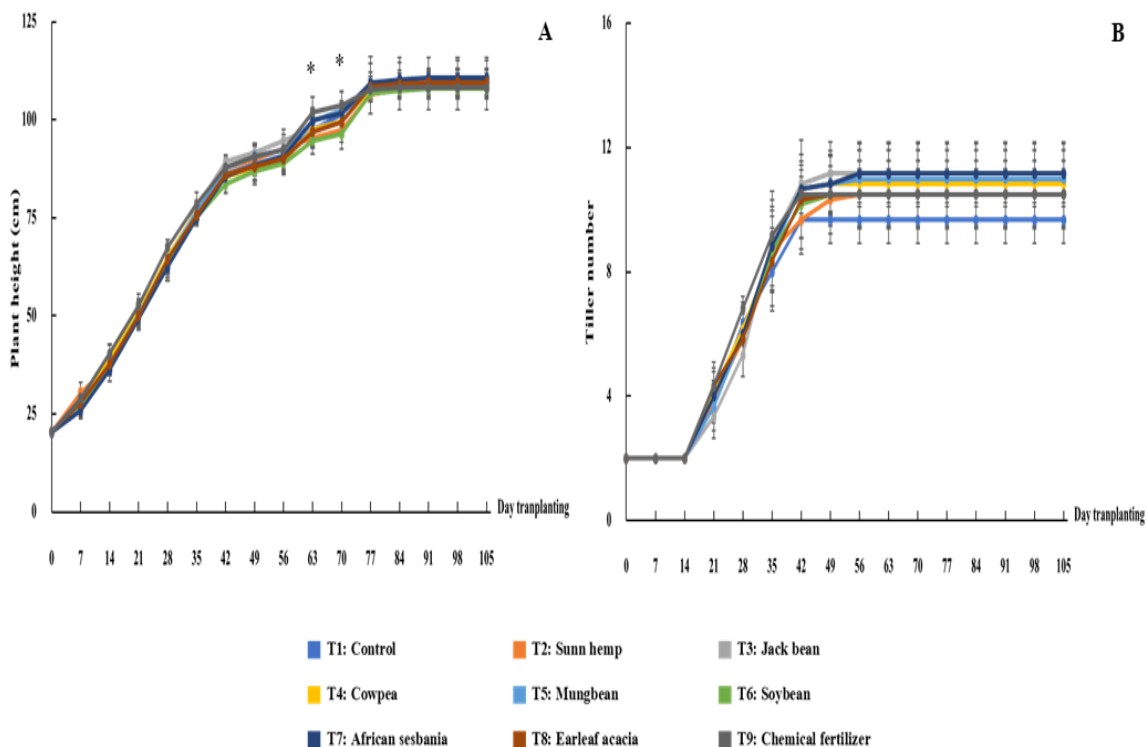 125
100
75
50
25
0
Plant height (cm)
A
*
*
Day tranplanting
0 7 14 21 28 35 42 49 56 63 70 77 84 91 98 105
16
12
8
4
0
Tiller number
B
Day tranplanting
0 7 14 21 28 35 42 49 56 63 70 77 84 91 98 105
T1: Control T2: Sunn hemp T3: Jack bean
T4: Cowpea T5: Mungbean T6: Soybean
T7: African sesbania T8: Earleaf acacia T9: Chemical fertilizer